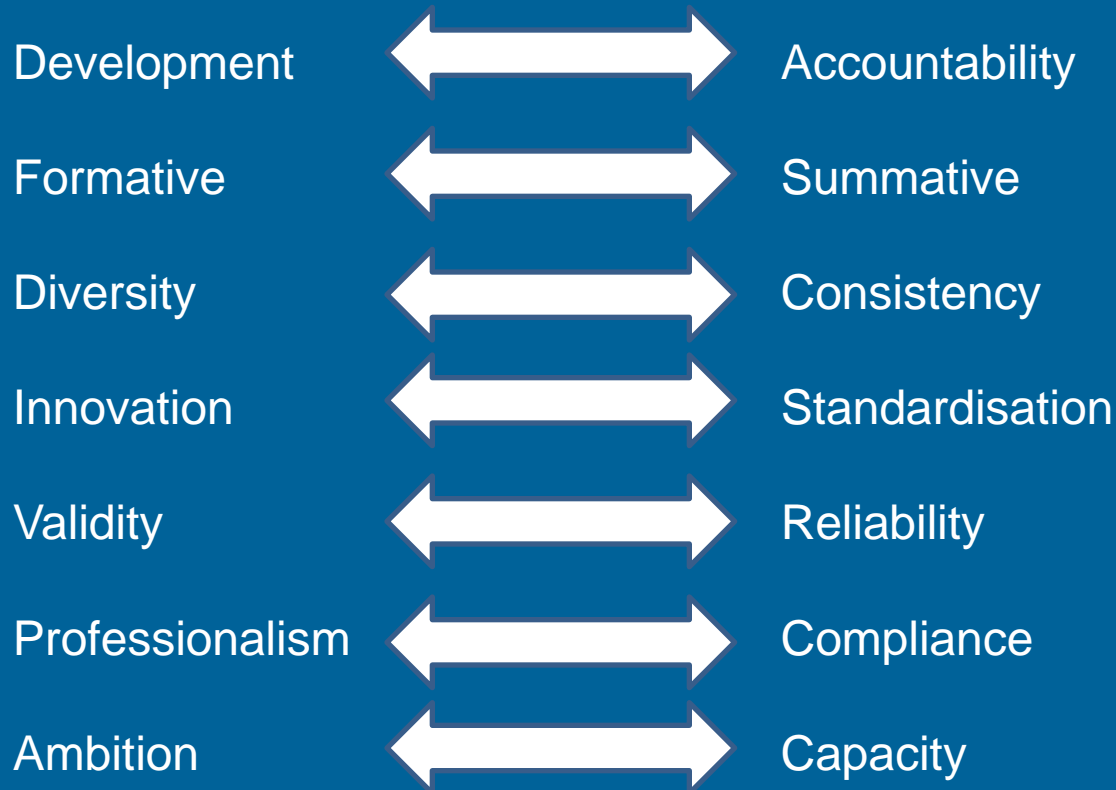 Development Accountability
Formative Summative
Diversity Consistency
Innovation Standardisation
Validity Reliability
Professionalism Compliance
Ambition Capacity